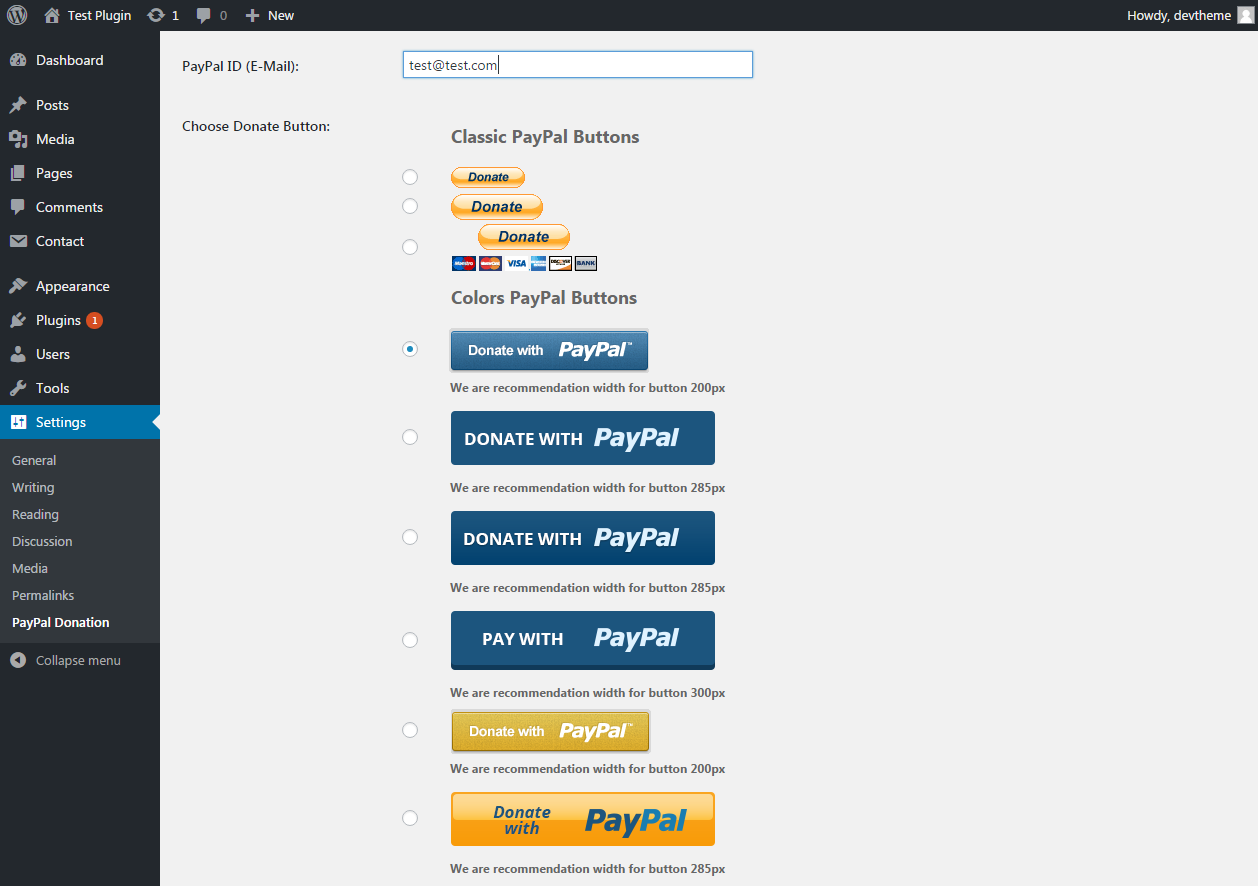 Test Plugin 1 0 New Howdy, devtheme
Dashboard
Posts
Media
Pages
Comments
Contact
Appearance
Plugins 1
Users
Tools
Settings
General
Writing
Reading
Discussion
Media
Permalinks
PayPal Donation
Collapse menu
PayPal ID (E-Mail): test@test.com
Choose Donate Button:
Classic PayPal Buttons
Donate
Donate
Donate
Maestro MasterCard VISA DISCOVER BANK
Colors PayPal Buttons
Donate with PayPal™
We are recommendation width for button 200px
DONATE WITH PayPal
We are recommendation width for button 285px
DONATE WITH PayPal
We are recommendation width for button 285px
PAY WITH PayPal
We are recommendation width for button 300px
Donate with PayPal™
We are recommendation width for button 200px
Donate
with PayPal
We are recommendation width for button 285px